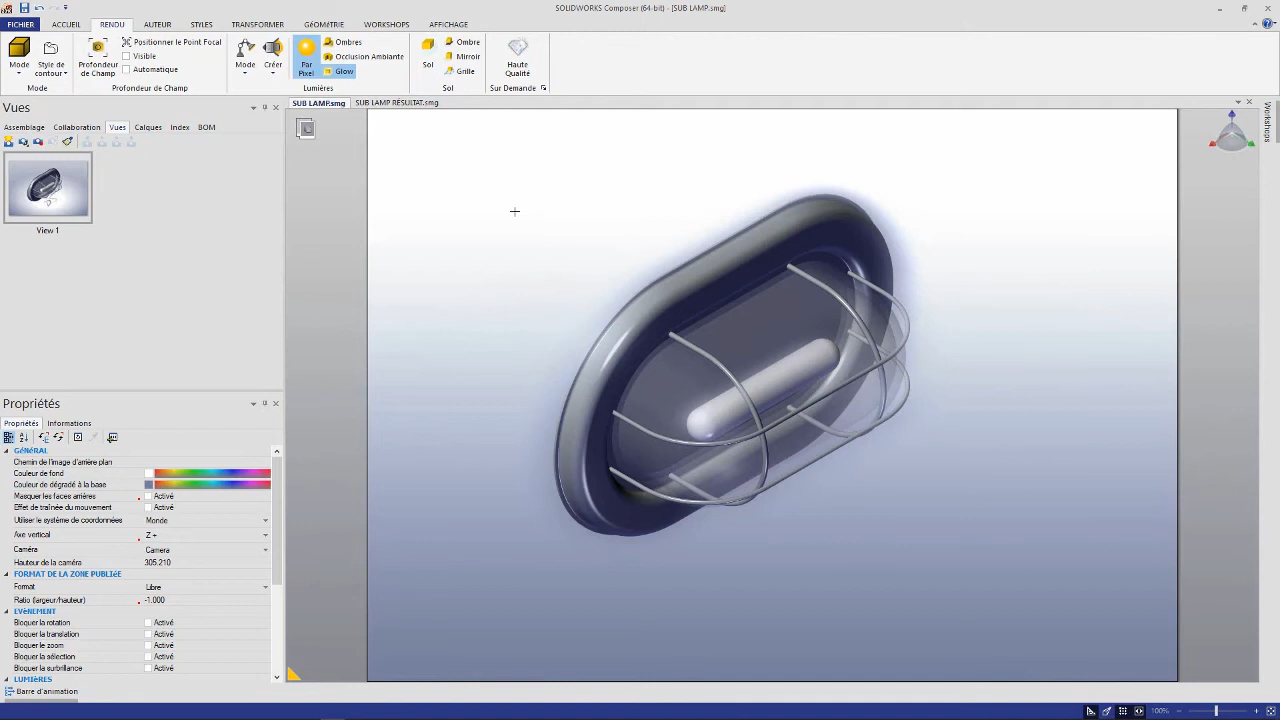 SOLIDWORKS Composer (64-bit) - [SUB LAMP.smg]
FICHIER ACCUEIL RENDU AUTEUR STYLES TRANSFORMER GéOMéTRIE WORKSHOPS AFFICHAGE
Mode
Style de contour
Mode
Profondeur de Champ
Positionner le Point Focal
Visible
Automatique
Profondeur de Champ
Mode
Créer
Par Pixel
Ombres
Occlusion Ambiante
Glow
Lumières
Sol
Ombre
Mirroir
Grille
Sol
Haute Qualité
Sur Demande
Vues
SUB LAMP.smg SUB LAMP RESULTAT.smg
Workshops
Assemblage Collaboration Vues Calques Index BOM
View 1
Propriétés
Propriétés Informations
GéNéRAL
Chemin de l'image d'arrière plan
Couleur de fond
Couleur de dégradé à la base
Masquer les faces arrières Activé
Effet de traînée du mouvement Activé
Utiliser le système de coordonnées Monde
Axe vertical Z +
Caméra Camera
Hauteur de la caméra 305.210
FORMAT DE LA ZONE PUBLIéE
Format Libre
Ratio (largeur/hauteur) -1.000
EVèNEMENT
Bloquer la rotation Activé
Bloquer la translation Activé
Bloquer le zoom Activé
Bloquer la sélection Activé
Bloquer la surbrillance Activé
LUMIèRES
Barre d'animation
100%